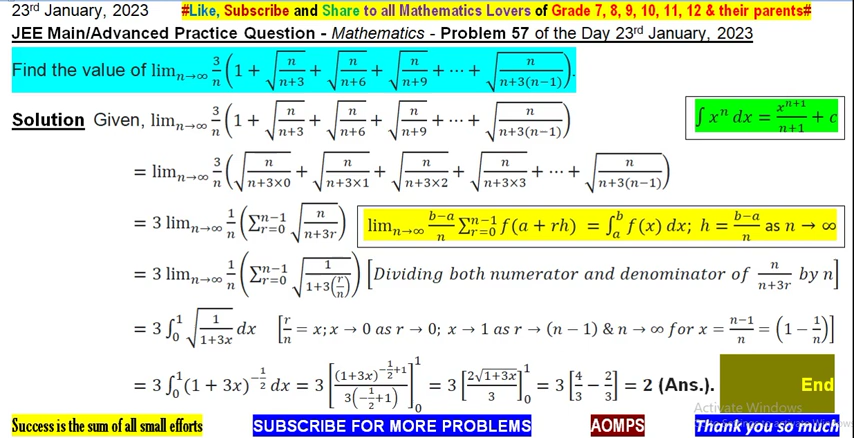 23rd January, 2023 #Like, Subscribe and Share to all Mathematics Lovers of Grade 7, 8, 9, 10, 11, 12 & their parents#
JEE Main/Advanced Practice Question - Mathematics - Problem 57 of the Day 23rd January, 2023
Find the value of lim_{n→∞} 3/n (1 + √(n/(n+3)) + √(n/(n+6)) + √(n/(n+9)) + ⋯ + √(n/(n+3(n−1)))).
Solution Given, lim_{n→∞} 3/n (1 + √(n/(n+3)) + √(n/(n+6)) + √(n/(n+9)) + ⋯ + √(n/(n+3(n−1)))) ∫ x^n dx = x^{n+1}/(n+1) + c
= lim_{n→∞} 3/n (√(n/(n+3×0)) + √(n/(n+3×1)) + √(n/(n+3×2)) + √(n/(n+3×3)) + ⋯ + √(n/(n+3(n−1))))
= 3 lim_{n→∞} 1/n (∑_{r=0}^{n−1} √(n/(n+3r))) lim_{n→∞} (b−a)/n ∑_{r=0}^{n−1} f(a + rh) = ∫_a^b f(x) dx; h = (b−a)/n as n → ∞
= 3 lim_{n→∞} 1/n (∑_{r=0}^{n−1} √(1/(1+3(r/n)))) [Dividing both numerator and denominator of n/(n+3r) by n]
= 3 ∫_0^1 √(1/(1+3x)) dx [r/n = x; x → 0 as r → 0; x → 1 as r → (n − 1) & n → ∞ for x = (n−1)/n = (1 − 1/n)]
= 3 ∫_0^1 (1 + 3x)^{−1/2} dx = 3 [(1+3x)^{−1/2+1}/(3(−1/2+1))]_0^1 = 3 [2√(1+3x)/3]_0^1 = 3 [4/3 − 2/3] = 2 (Ans.). End
Activate Windows
Success is the sum of all small efforts SUBSCRIBE FOR MORE PROBLEMS AOMPS Thank you so much